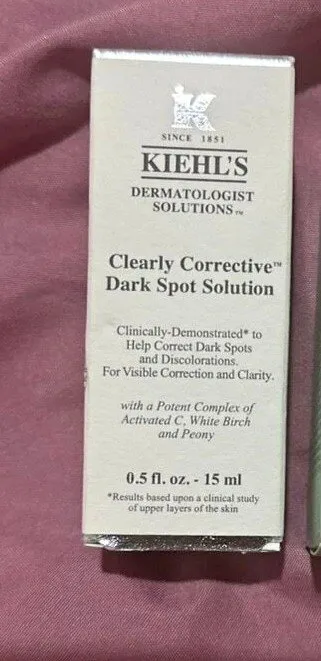 SINCE 1851
KIEHL'S
DERMATOLOGIST
SOLUTIONS™
Clearly Corrective™
Dark Spot Solution
Clinically-Demonstrated* to
Help Correct Dark Spots
and Discolorations.
For Visible Correction and Clarity.
with a Potent Complex of
Activated C, White Birch
and Peony
0.5 fl. oz. - 15 ml
*Results based upon a clinical study
of upper layers of the skin